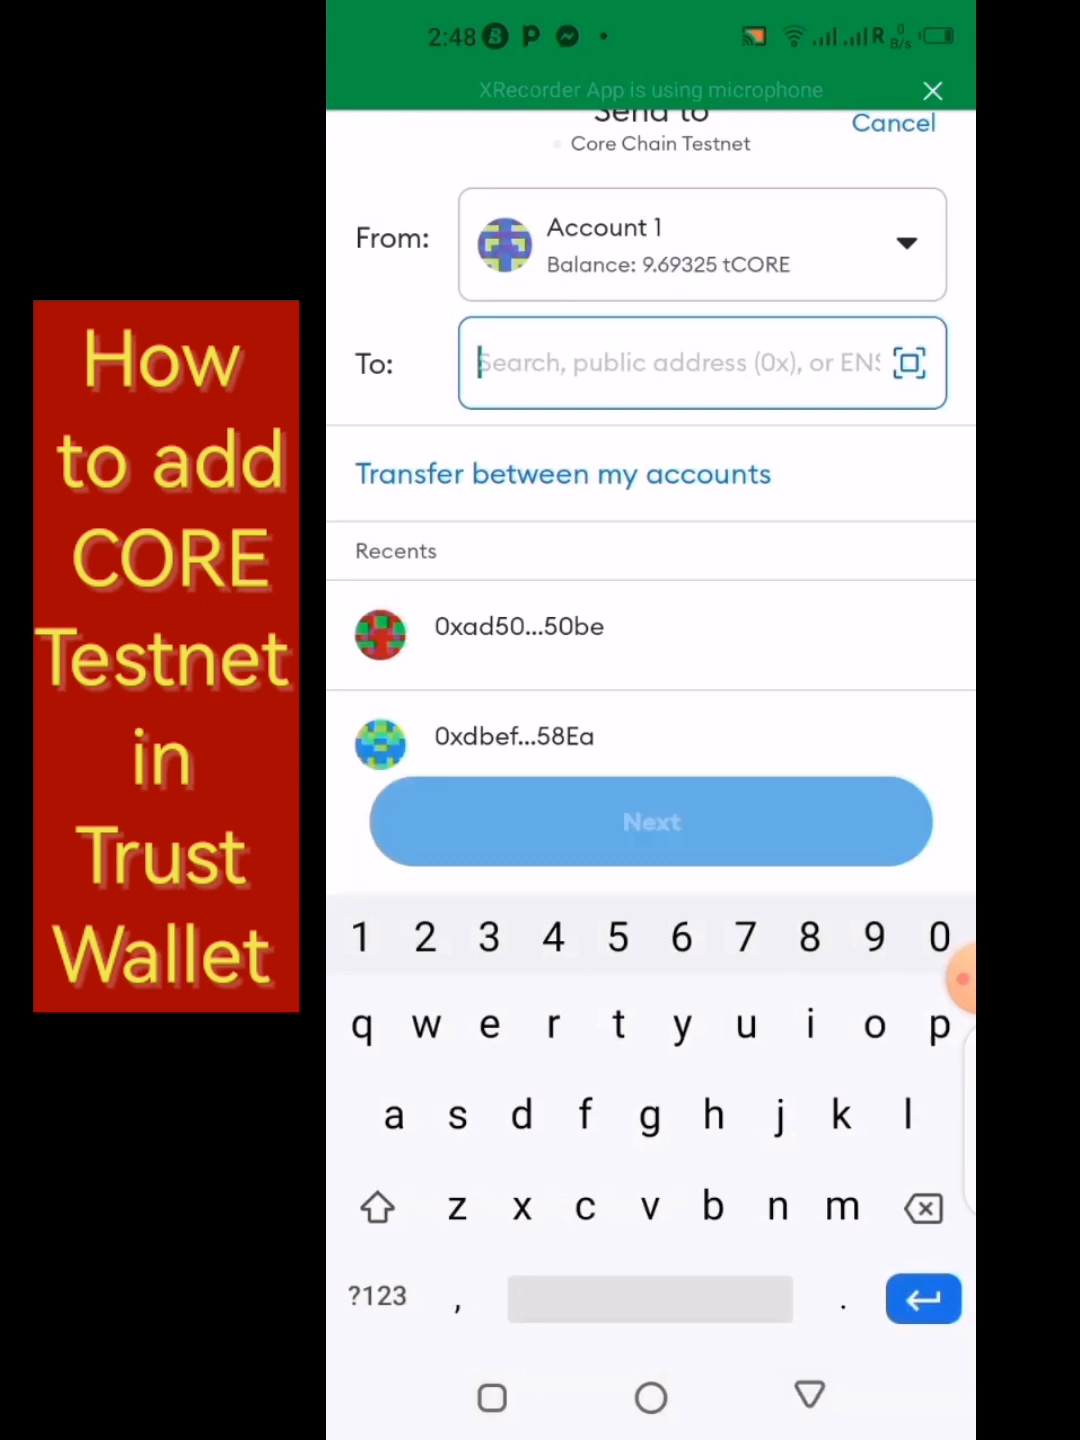 How
to add
CORE
Testnet
in
Trust
Wallet
2:48
R 0 B/s
XRecorder App is using microphone
Send to
Cancel
Core Chain Testnet
From:
Account 1
Balance: 9.69325 tCORE
To:
Search, public address (0x), or ENS
Transfer between my accounts
Recents
0xad50...50be
0xdbef...58Ea
Next
1 2 3 4 5 6 7 8 9 0
q w e r t y u i o p
a s d f g h j k l
z x c v b n m
?123 , .